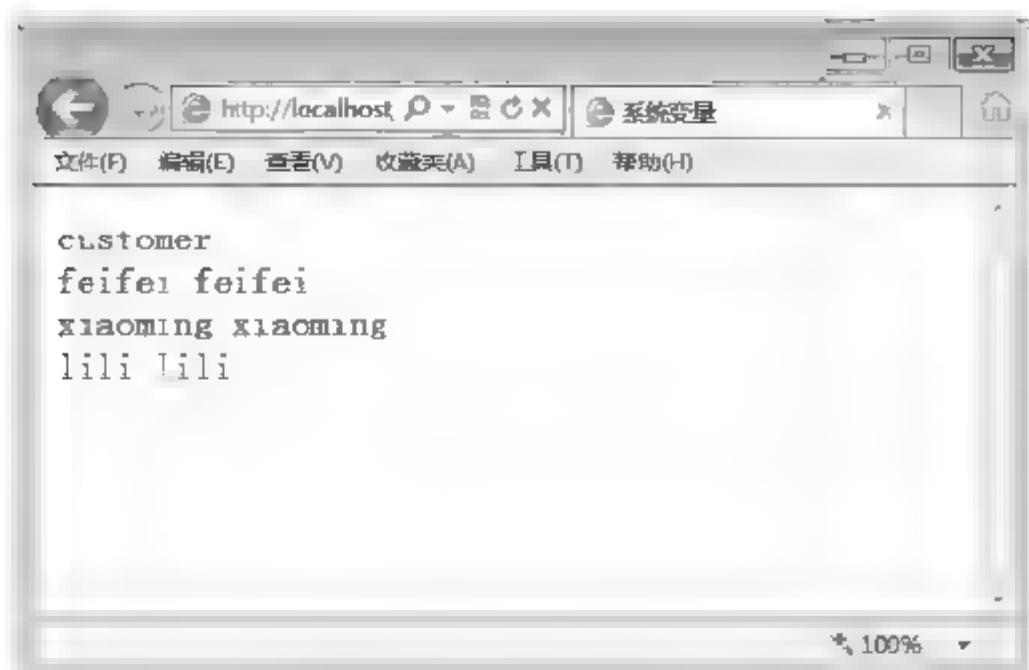 http://localhost
系统变量
文件(F) 编辑(E) 查看(V) 收藏夹(A) 工具(T) 帮助(H)
customer
feifei feifei
xiaoming xiaoming
lili lili
100%